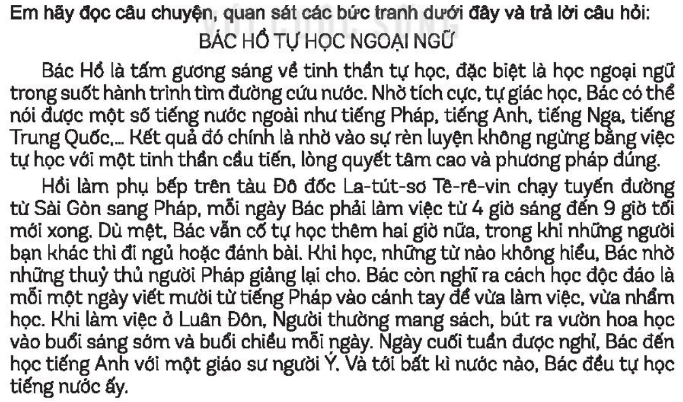 Em hãy đọc câu chuyện, quan sát các bức tranh dưới đây và trả lời câu hỏi:
BÁC HỒ TỰ HỌC NGOẠI NGỮ
Bác Hồ là tấm gương sáng về tinh thần tự học, đặc biệt là học ngoại ngữ
trong suốt hành trình tìm đường cứu nước. Nhờ tích cực, tự giác học, Bác có thể
nói được một số tiếng nước ngoài như tiếng Pháp, tiếng Anh, tiếng Nga, tiếng
Trung Quốc,... Kết quả đó chính là nhờ vào sự rèn luyện không ngừng bằng việc
tự học với một tinh thần cầu tiến, lòng quyết tâm cao và phương pháp đúng.
Hồi làm phụ bếp trên tàu Đô đốc La-tút-sơ Tê-rê-vin chạy tuyến đường
từ Sài Gòn sang Pháp, mỗi ngày Bác phải làm việc từ 4 giờ sáng đến 9 giờ tối
mới xong. Dù mệt, Bác vẫn cố tự học thêm hai giờ nữa, trong khi những người
bạn khác thì đi ngủ hoặc đánh bài. Khi học, những từ nào không hiểu, Bác nhờ
những thuỷ thủ người Pháp giảng lại cho. Bác còn nghĩ ra cách học độc đáo là
mỗi một ngày viết mười từ tiếng Pháp vào cánh tay để vừa làm việc, vừa nhẩm
học. Khi làm việc ở Luân Đôn, Người thường mang sách, bút ra vườn hoa học
vào buổi sáng sớm và buổi chiều mỗi ngày. Ngày cuối tuần được nghỉ, Bác đến
học tiếng Anh với một giáo sư người Ý. Và tới bất kì nước nào, Bác đều tự học
tiếng nước ấy.